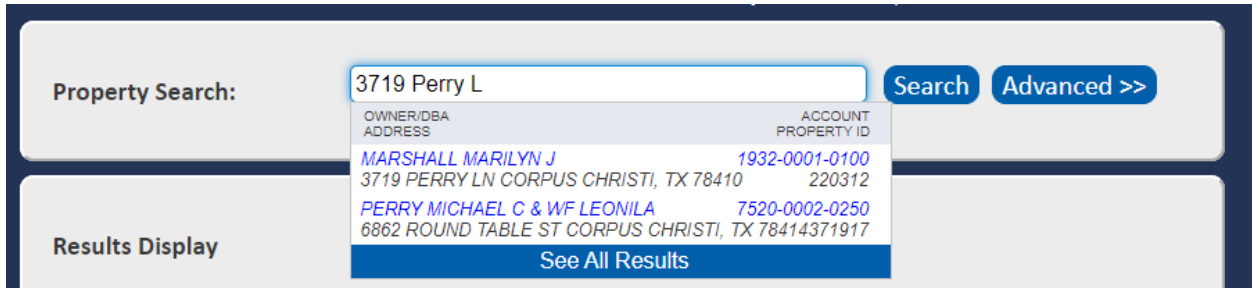 Property Search:
3719 Perry L
Search
Advanced >>
OWNER/DBA ACCOUNT
ADDRESS PROPERTY ID
MARSHALL MARILYN J 1932-0001-0100
3719 PERRY LN CORPUS CHRISTI, TX 78410 220312
PERRY MICHAEL C & WF LEONILA 7520-0002-0250
6862 ROUND TABLE ST CORPUS CHRISTI, TX 78414371917
See All Results
Results Display